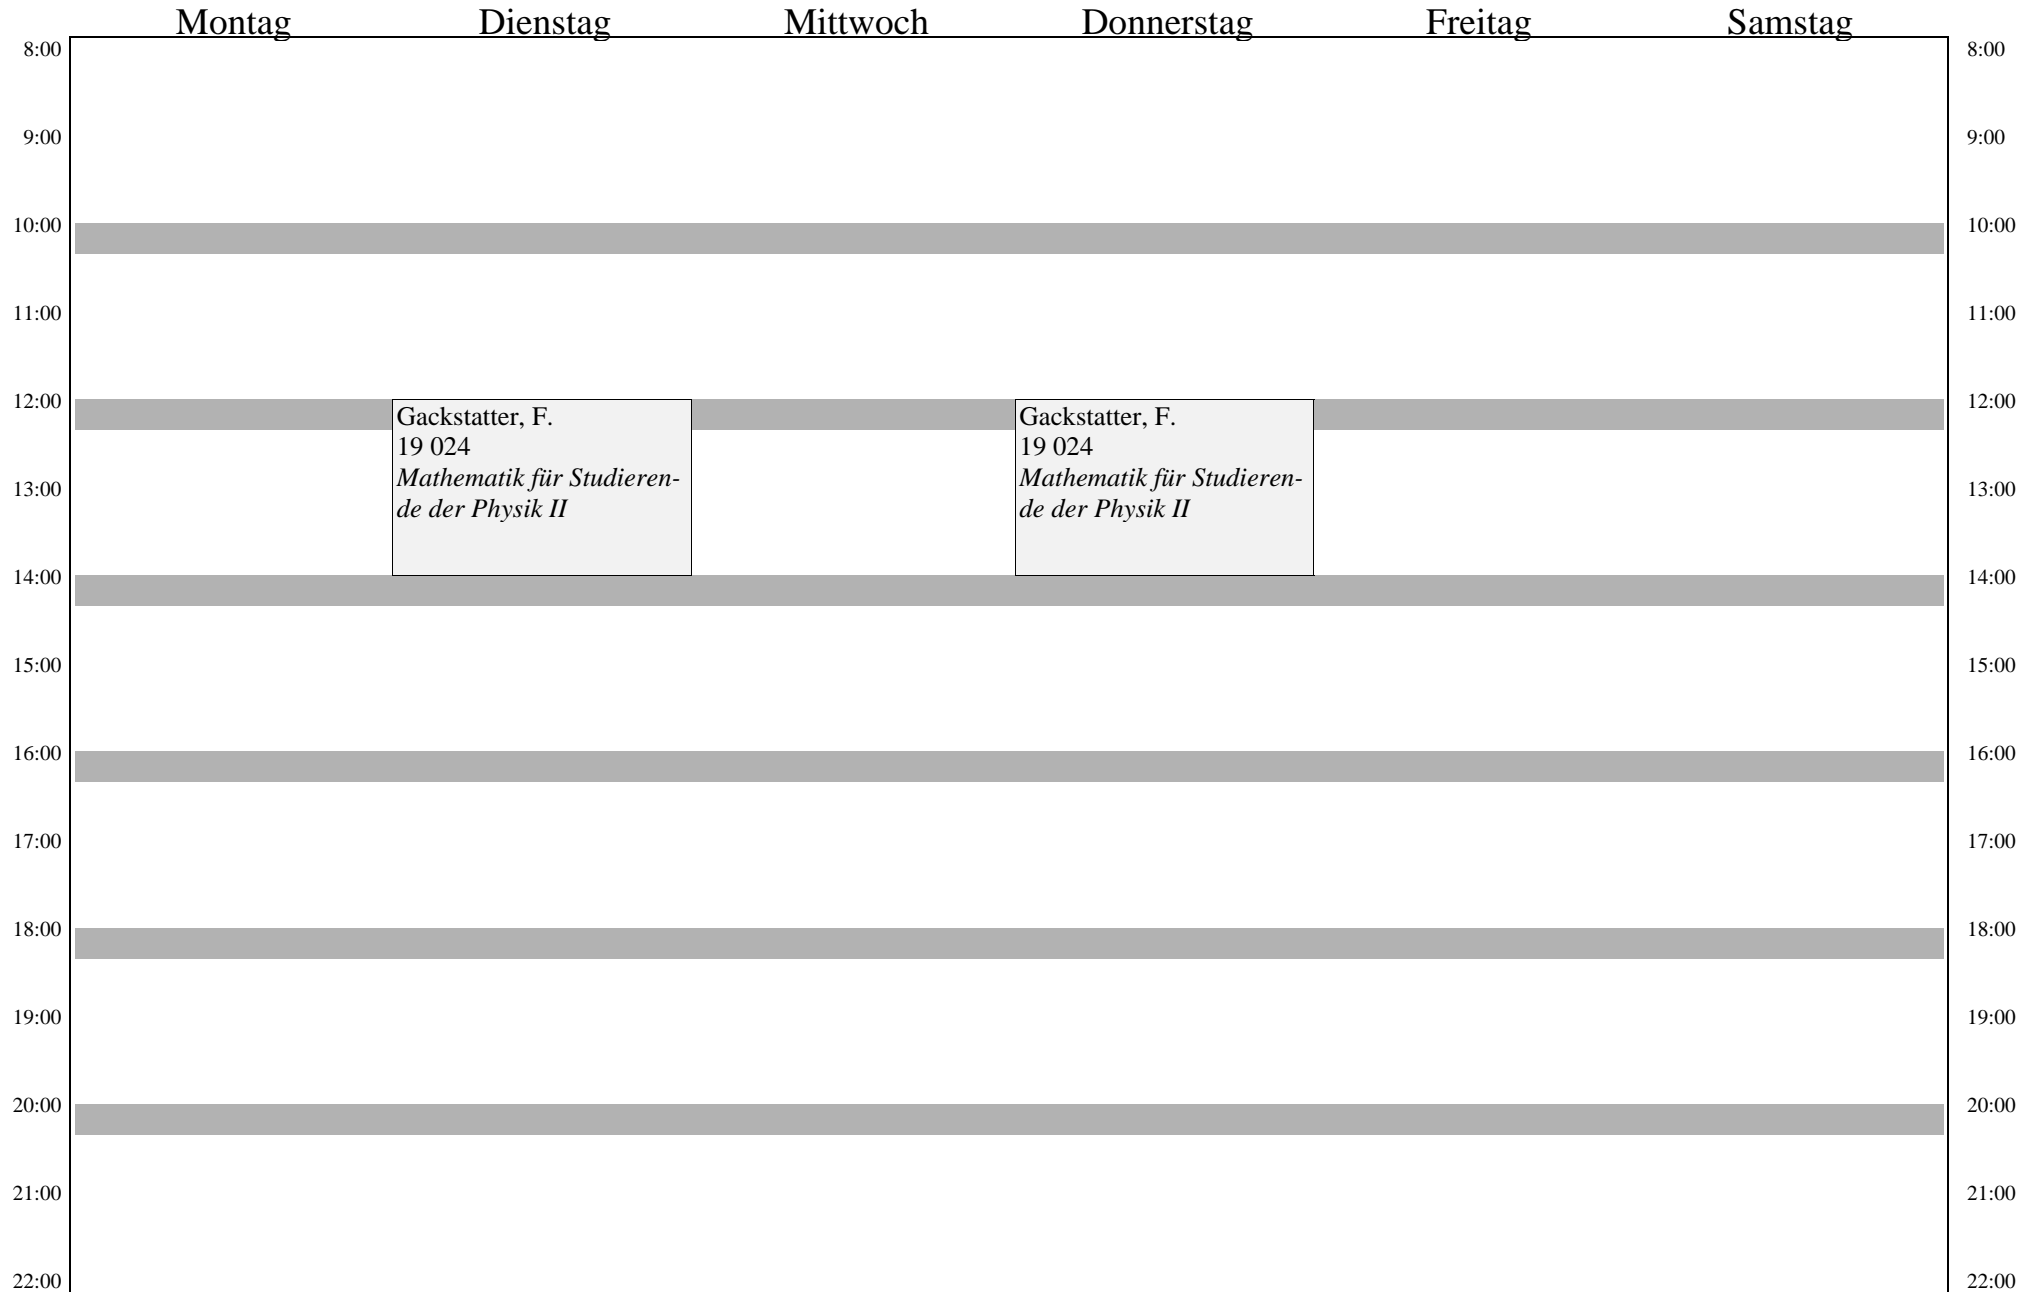 Montag Dienstag Mittwoch Donnerstag Freitag Samstag
8:00 8:00
9:00 9:00
10:00 10:00
11:00 11:00
12:00 12:00
Gackstatter, F.
19 024
Mathematik für Studieren-
de der Physik II
Gackstatter, F.
19 024
Mathematik für Studieren-
de der Physik II
13:00 13:00
14:00 14:00
15:00 15:00
16:00 16:00
17:00 17:00
18:00 18:00
19:00 19:00
20:00 20:00
21:00 21:00
22:00 22:00